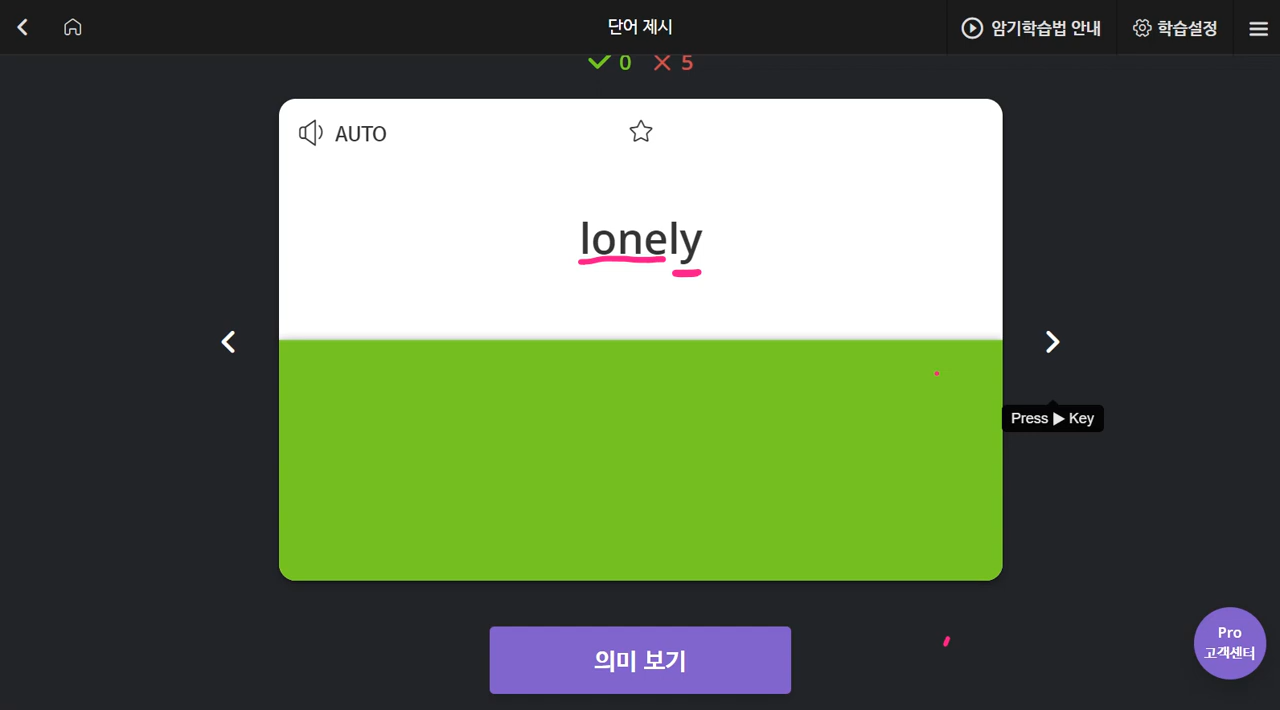 단어 제시
암기학습법 안내
학습설정
0
5
AUTO
lonely
Press ▶ Key
의미 보기
Pro
고객센터